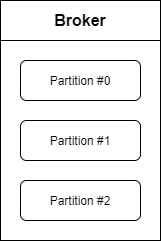 Broker
Partition #0
Partition #1
Partition #2